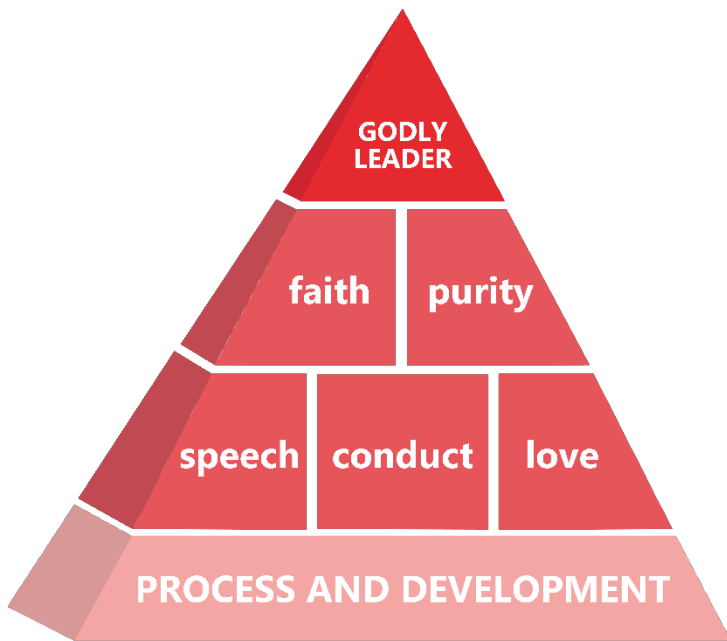 GODLY
LEADER
faith purity
speech conduct love
PROCESS AND DEVELOPMENT